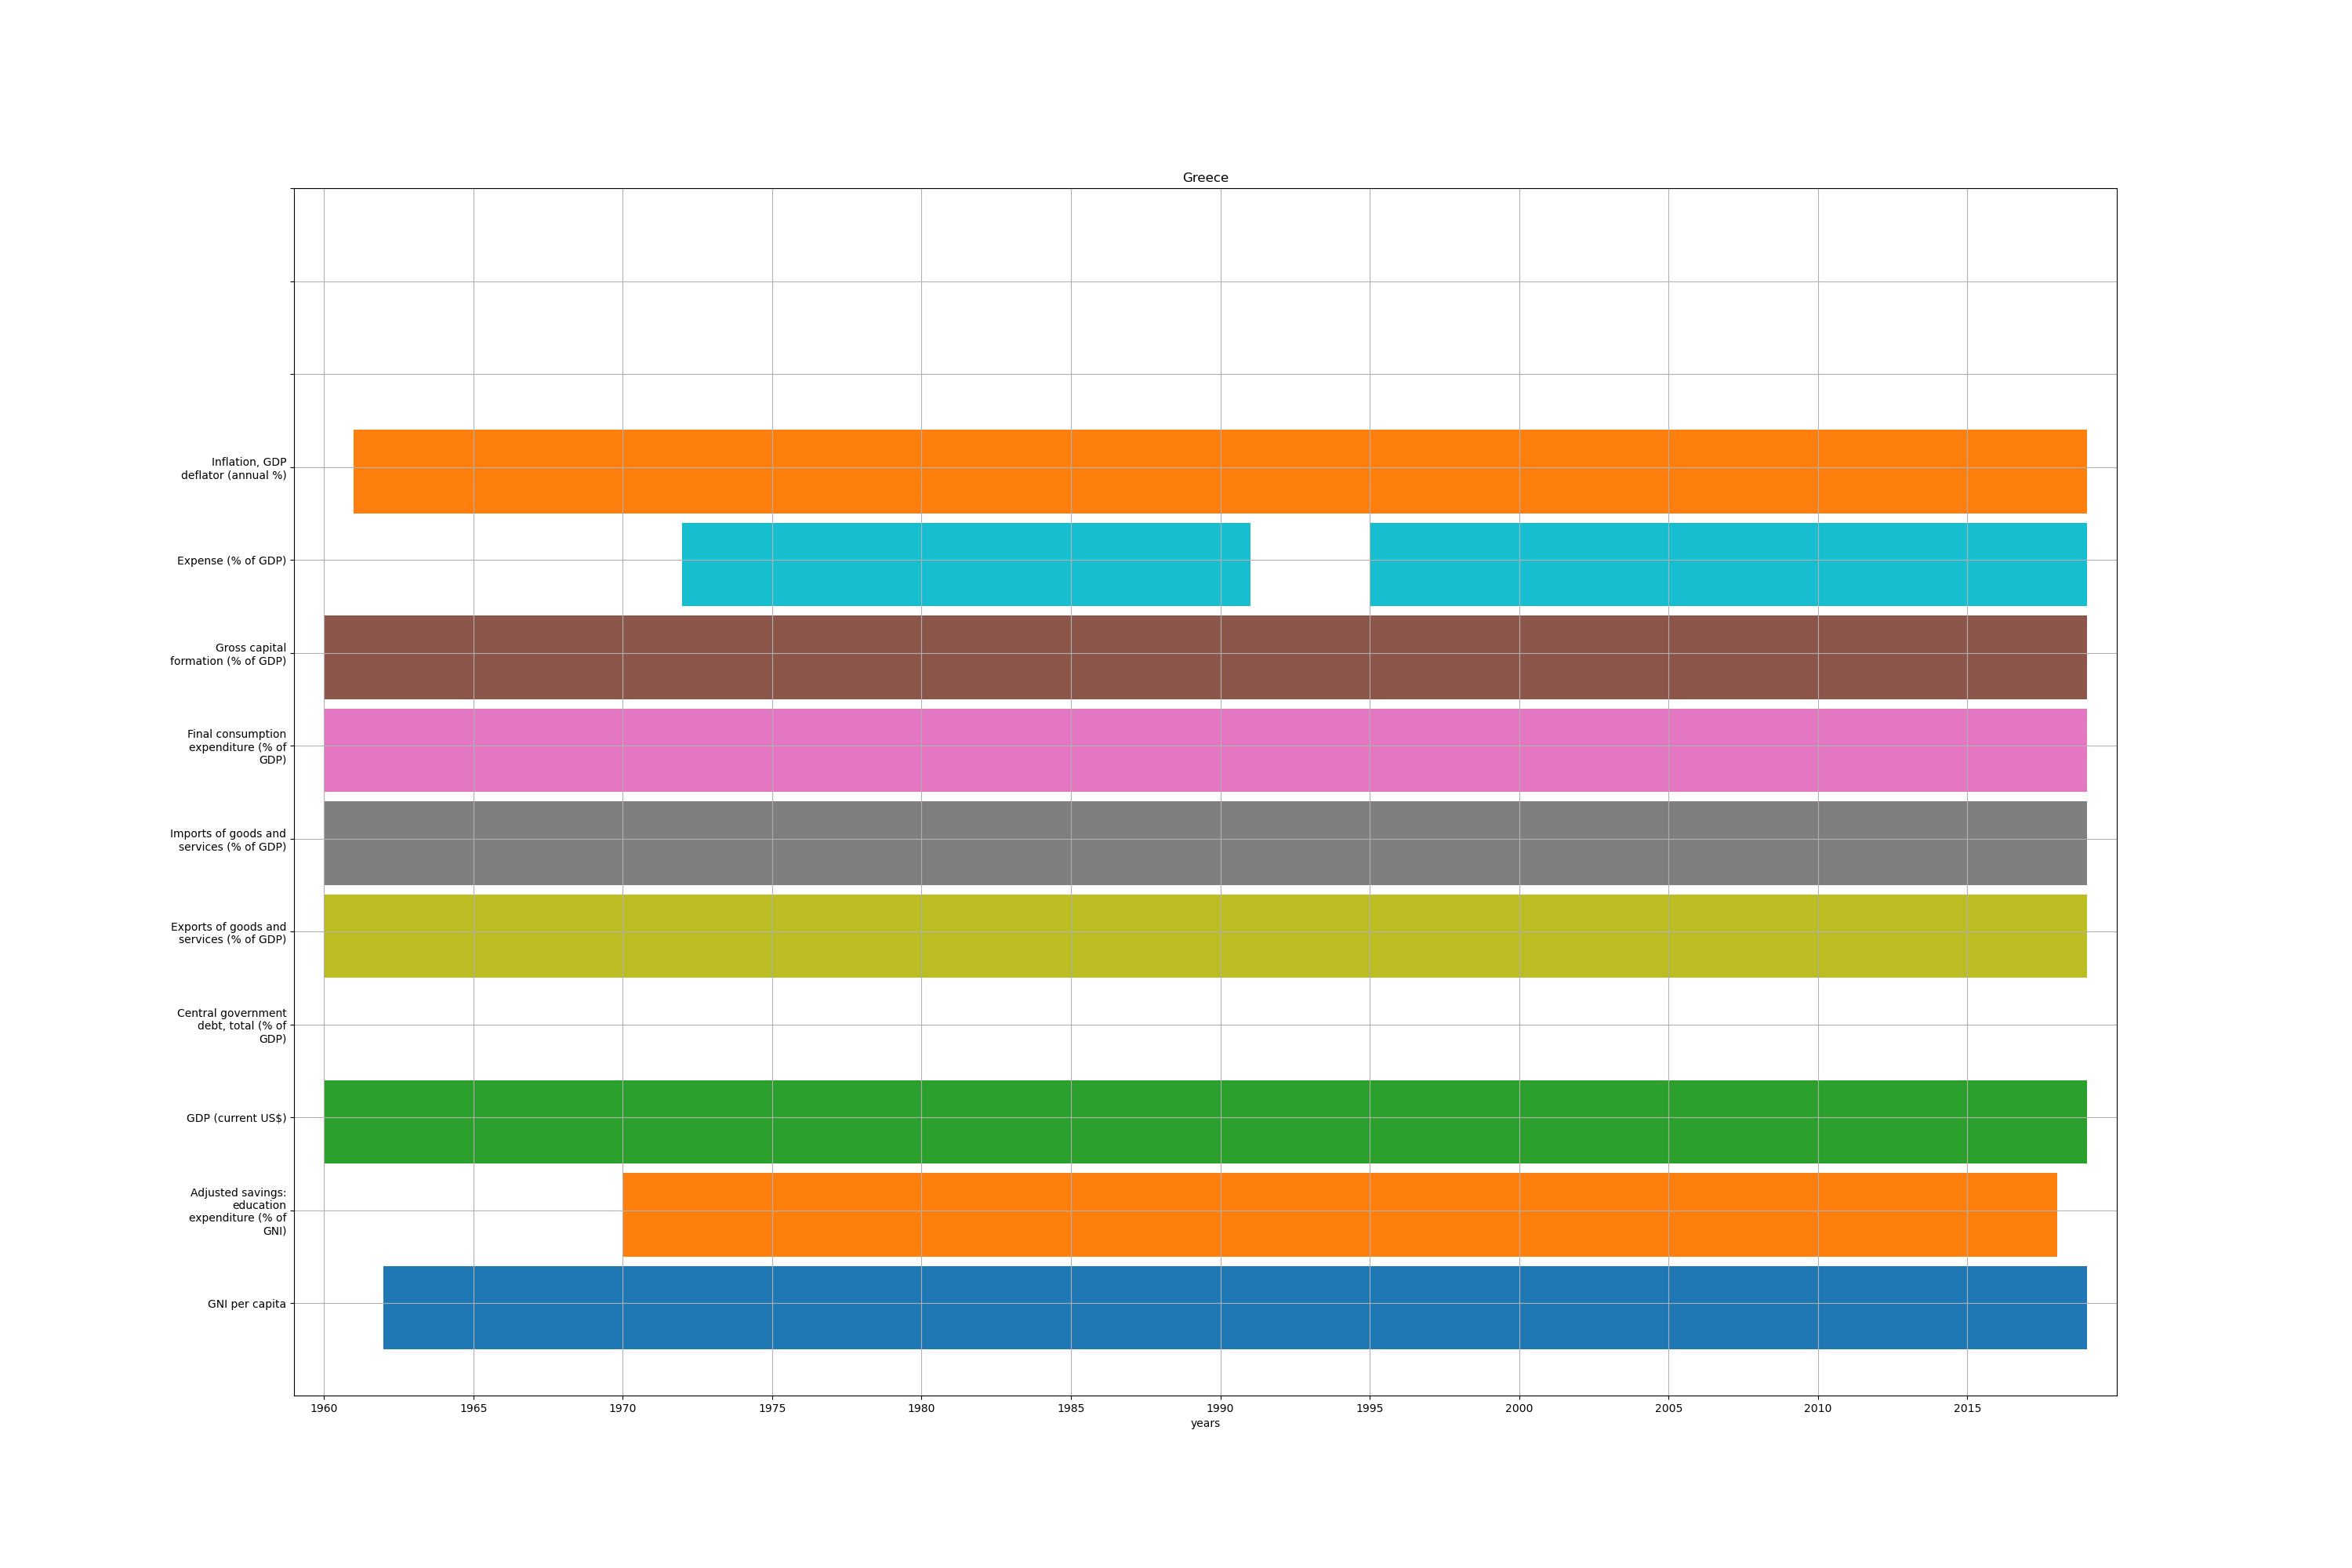 Greece
Inflation, GDP
deflator (annual %)
Expense (% of GDP)
Gross capital
formation (% of GDP)
Final consumption
expenditure (% of
GDP)
Imports of goods and
services (% of GDP)
Exports of goods and
services (% of GDP)
Central government
debt, total (% of
GDP)
GDP (current US$)
Adjusted savings:
education
expenditure (% of
GNI)
GNI per capita
1960 1965 1970 1975 1980 1985 1990 1995 2000 2005 2010 2015
years